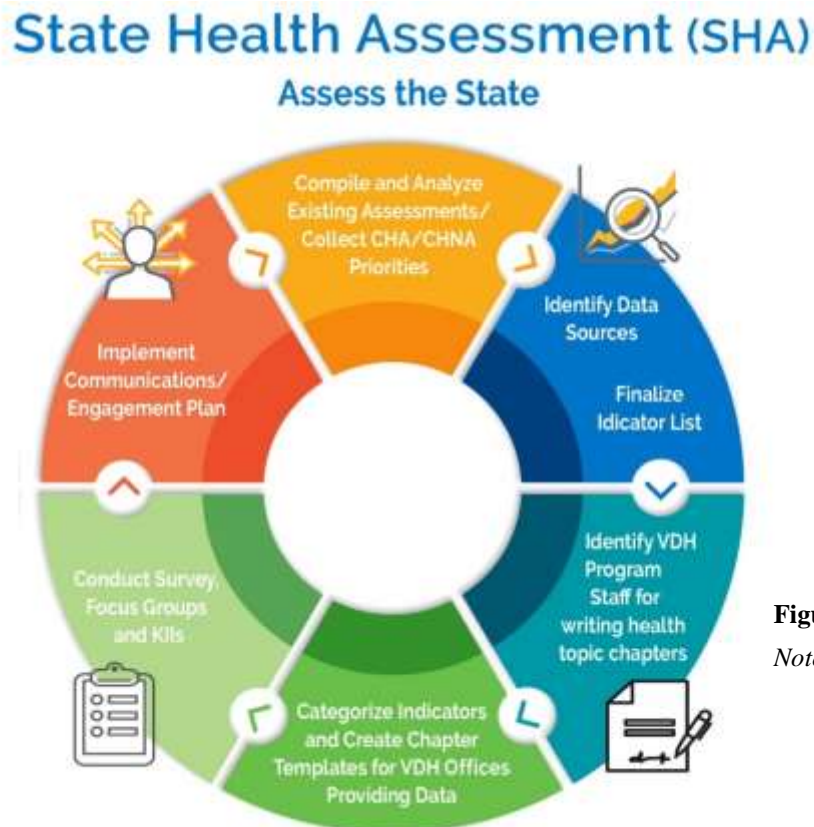 State Health Assessment (SHA)
Assess the State
Compile and Analyze
Existing Assessments/
Collect CHA/CHNA
Priorities
Identify Data
Sources
Finalize
Idicator List
Identify VDH
Program
Staff for
writing health
topic chapters
Categorize Indicators
and Create Chapter
Templates for VDH Offices
Providing Data
Conduct Survey,
Focus Groups
and KIIs
Implement
Communications/
Engagement Plan